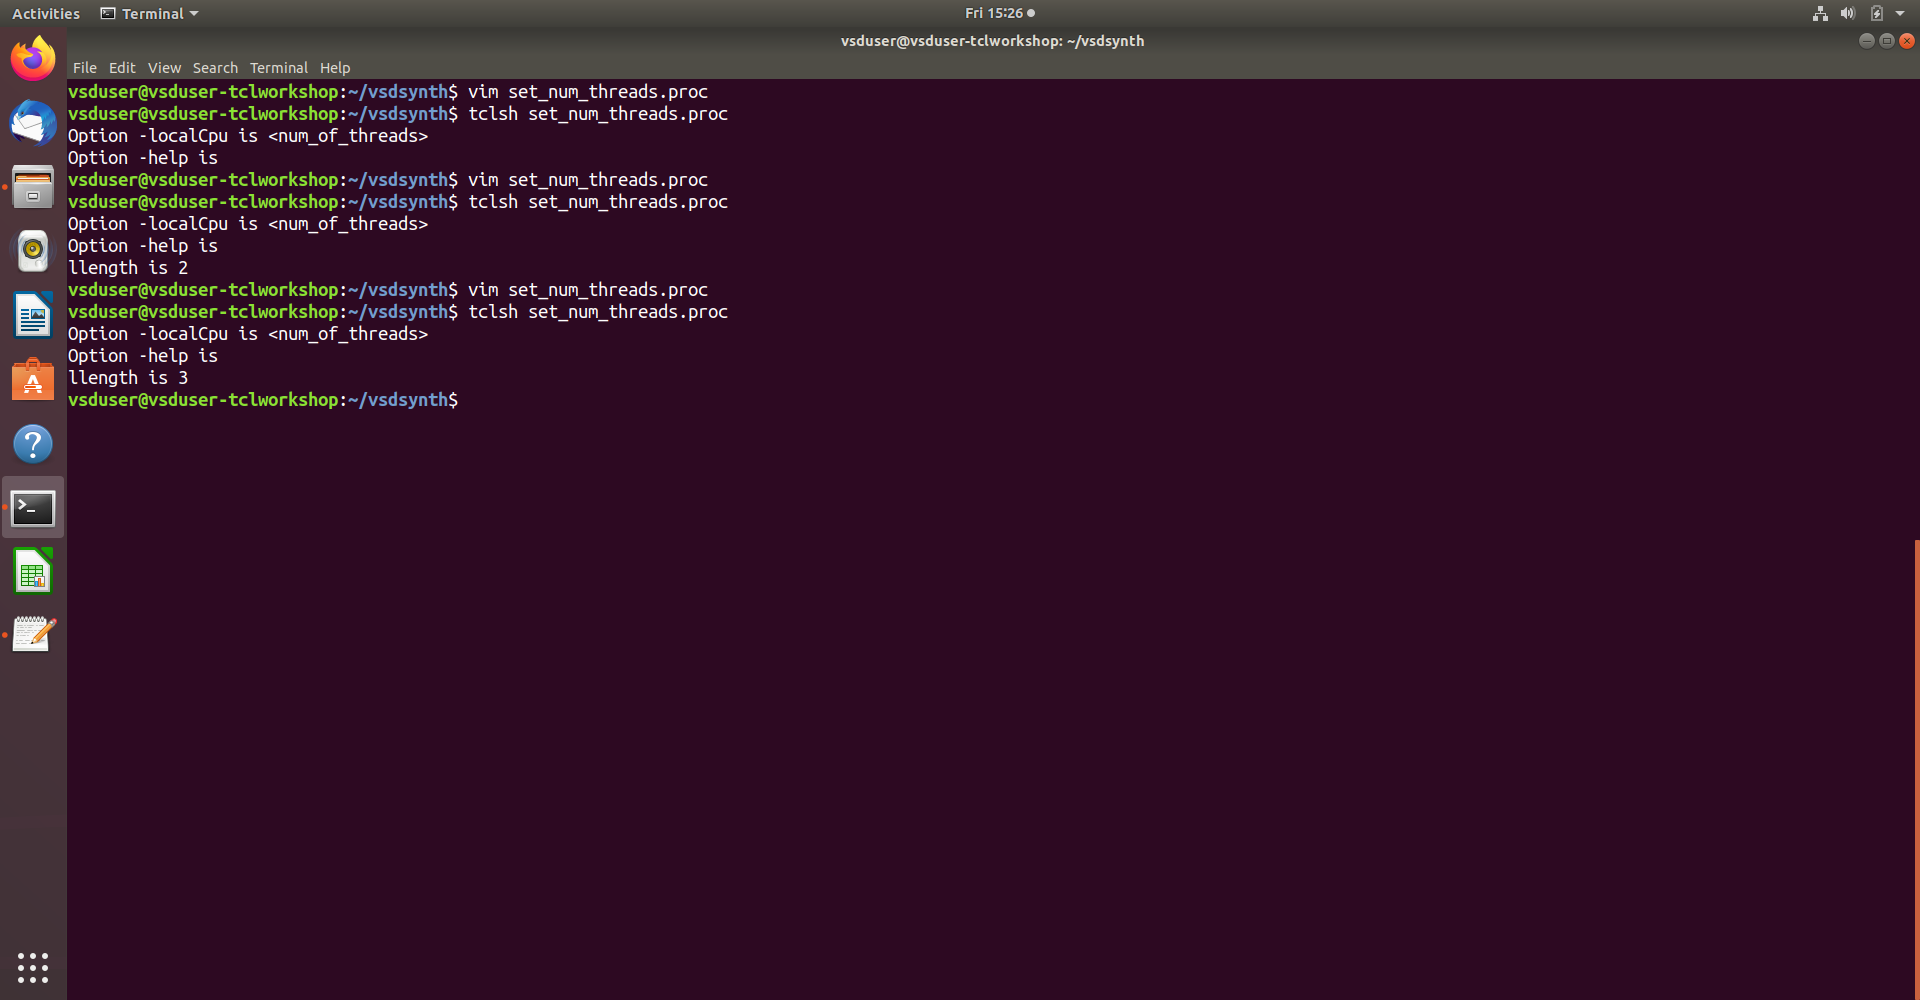 Activities Terminal Fri 15:26
vsduser@vsduser-tclworkshop: ~/vsdsynth
File Edit View Search Terminal Help
vsduser@vsduser-tclworkshop:~/vsdsynth$ vim set_num_threads.proc
vsduser@vsduser-tclworkshop:~/vsdsynth$ tclsh set_num_threads.proc
Option -localCpu is <num_of_threads>
Option -help is
vsduser@vsduser-tclworkshop:~/vsdsynth$ vim set_num_threads.proc
vsduser@vsduser-tclworkshop:~/vsdsynth$ tclsh set_num_threads.proc
Option -localCpu is <num_of_threads>
Option -help is
llength is 2
vsduser@vsduser-tclworkshop:~/vsdsynth$ vim set_num_threads.proc
vsduser@vsduser-tclworkshop:~/vsdsynth$ tclsh set_num_threads.proc
Option -localCpu is <num_of_threads>
Option -help is
llength is 3
vsduser@vsduser-tclworkshop:~/vsdsynth$